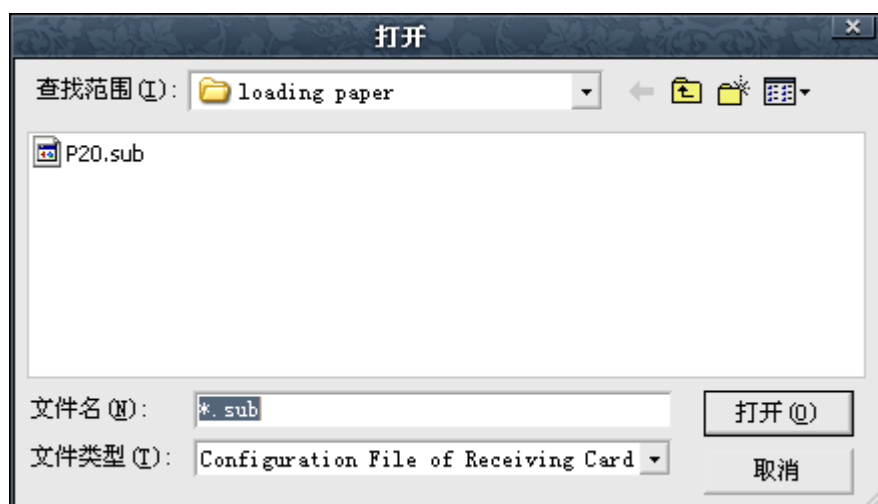 打开
查找范围(I): loading paper
P20.sub
文件名(N): *.sub 打开(O)
文件类型(T): Configuration File of Receiving Card 取消